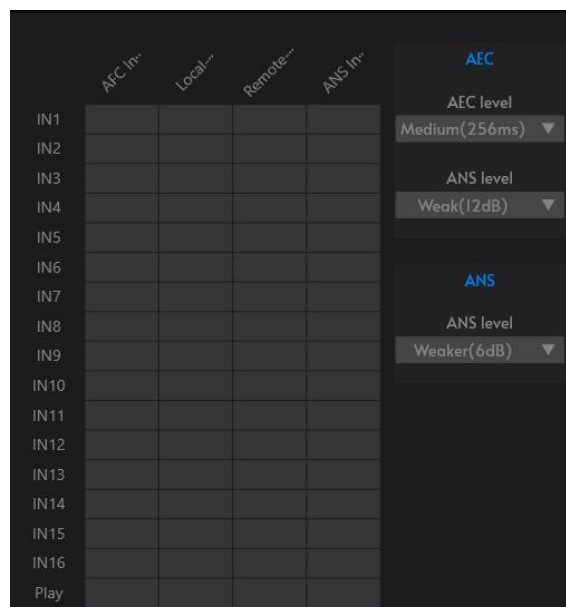 AFC In··
Local···
Remote···
ANS In··
IN1
IN2
IN3
IN4
IN5
IN6
IN7
IN8
IN9
IN10
IN11
IN12
IN13
IN14
IN15
IN16
Play
AEC
AEC level
Medium(256ms) ▼
ANS level
Weak(12dB) ▼
ANS
ANS level
Weaker(6dB) ▼